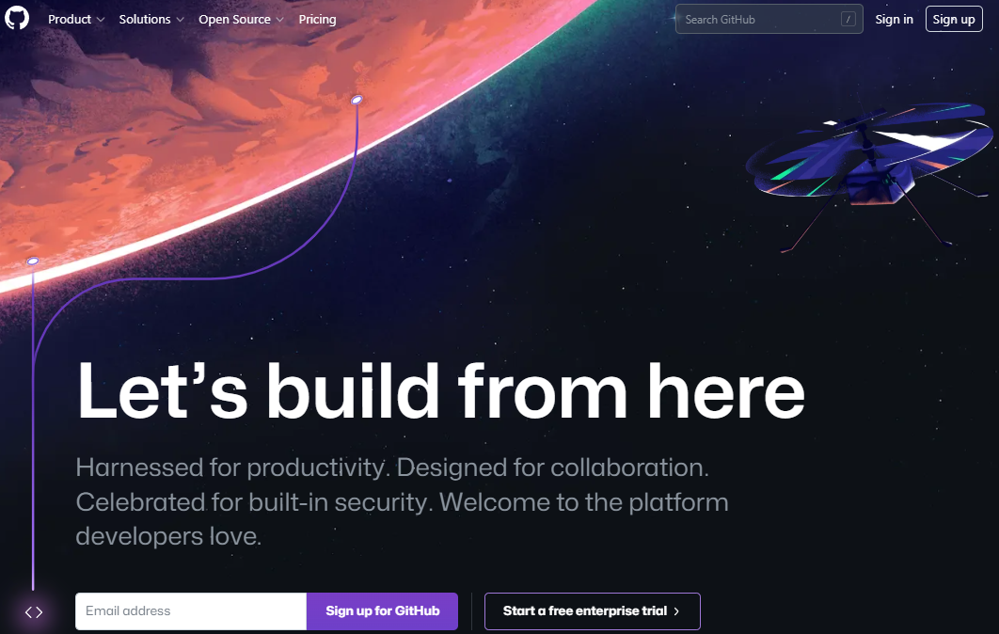 Product Solutions Open Source Pricing Search GitHub / Sign in Sign up
Let’s build from here
Harnessed for productivity. Designed for collaboration.
Celebrated for built-in security. Welcome to the platform
developers love.
Email address Sign up for GitHub Start a free enterprise trial